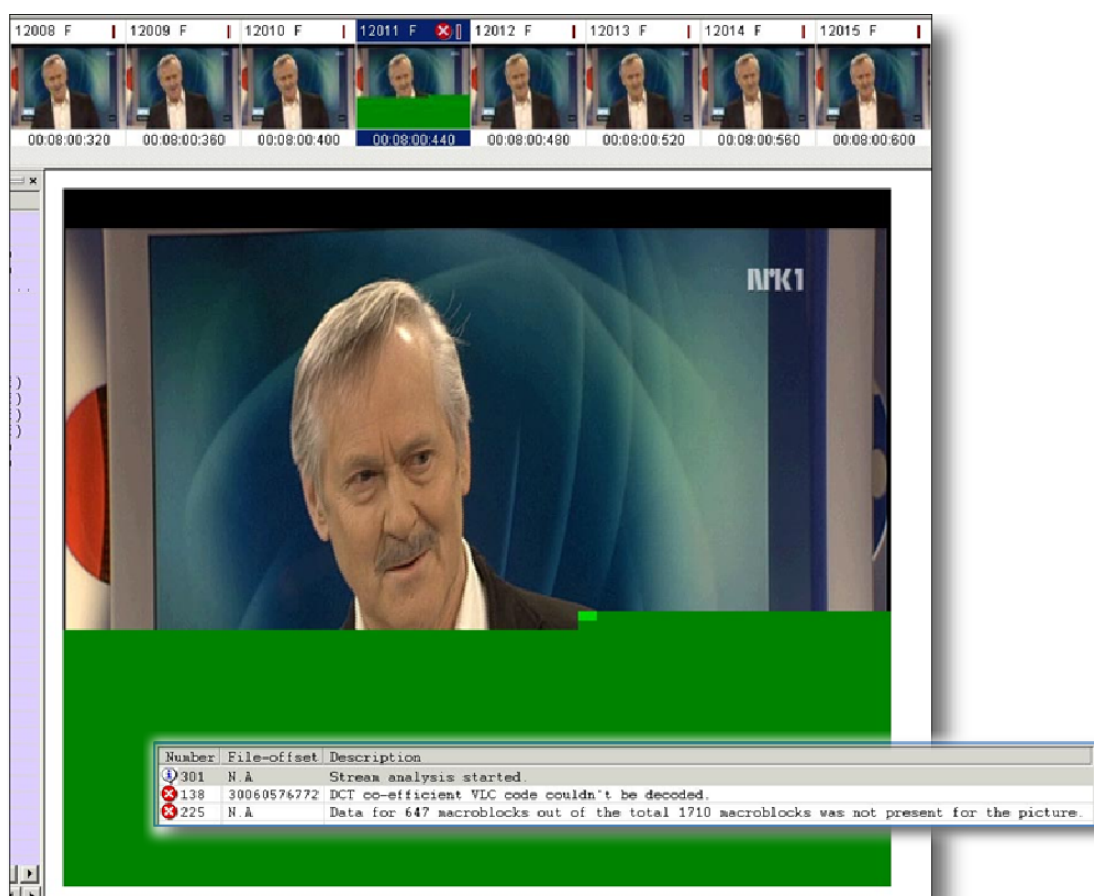 12008 F 12009 F 12010 F 12011 F 12012 F 12013 F 12014 F 12015 F
00:08:00:320 00:08:00:360 00:08:00:400 00:08:00:440 00:08:00:480 00:08:00:520 00:08:00:560 00:08:00:600
NRK1
Number File-offset Description
301 N.A Stream analysis started.
138 30060576772 DCT co-efficient VLC code couldn't be decoded.
225 N.A Data for 647 macroblocks out of the total 1710 macroblocks was not present for the picture.